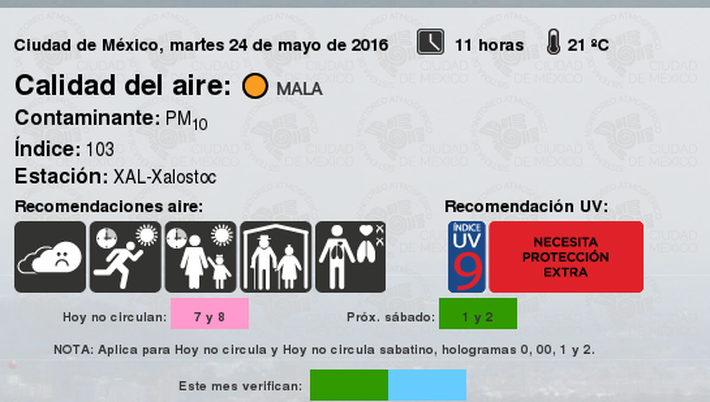 Ciudad de México, martes 24 de mayo de 2016 11 horas 21 ºC
Calidad del aire: MALA
Contaminante: PM10
Índice: 103
Estación: XAL-Xalostoc
Recomendaciones aire: Recomendación UV:
ÍNDICE
UV
9
NECESITA
PROTECCIÓN
EXTRA
Hoy no circulan: 7 y 8 Próx. sábado: 1 y 2
NOTA: Aplica para Hoy no circula y Hoy no circula sabatino, hologramas 0, 00, 1 y 2.
Este mes verifican: